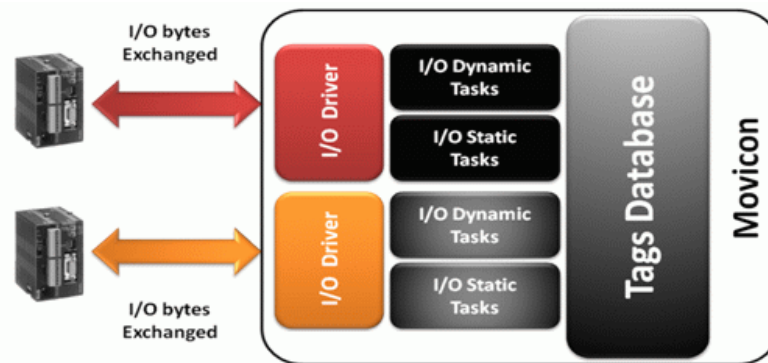 I/O bytes
Exchanged
I/O Driver
I/O Dynamic
Tasks
I/O Static
Tasks
I/O bytes
Exchanged
I/O Driver
I/O Dynamic
Tasks
I/O Static
Tasks
Tags Database
Movicon